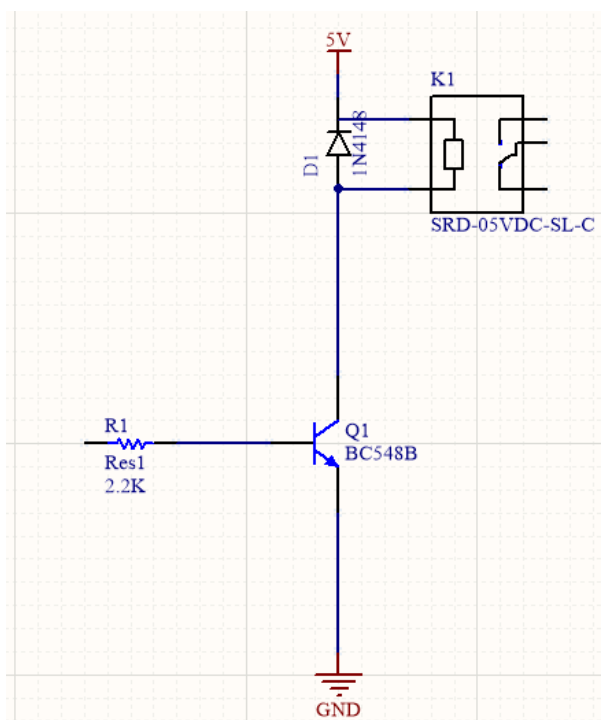 5V
K1
D1
1N4148
SRD-05VDC-SL-C
R1
Res1
2.2K
Q1
BC548B
GND